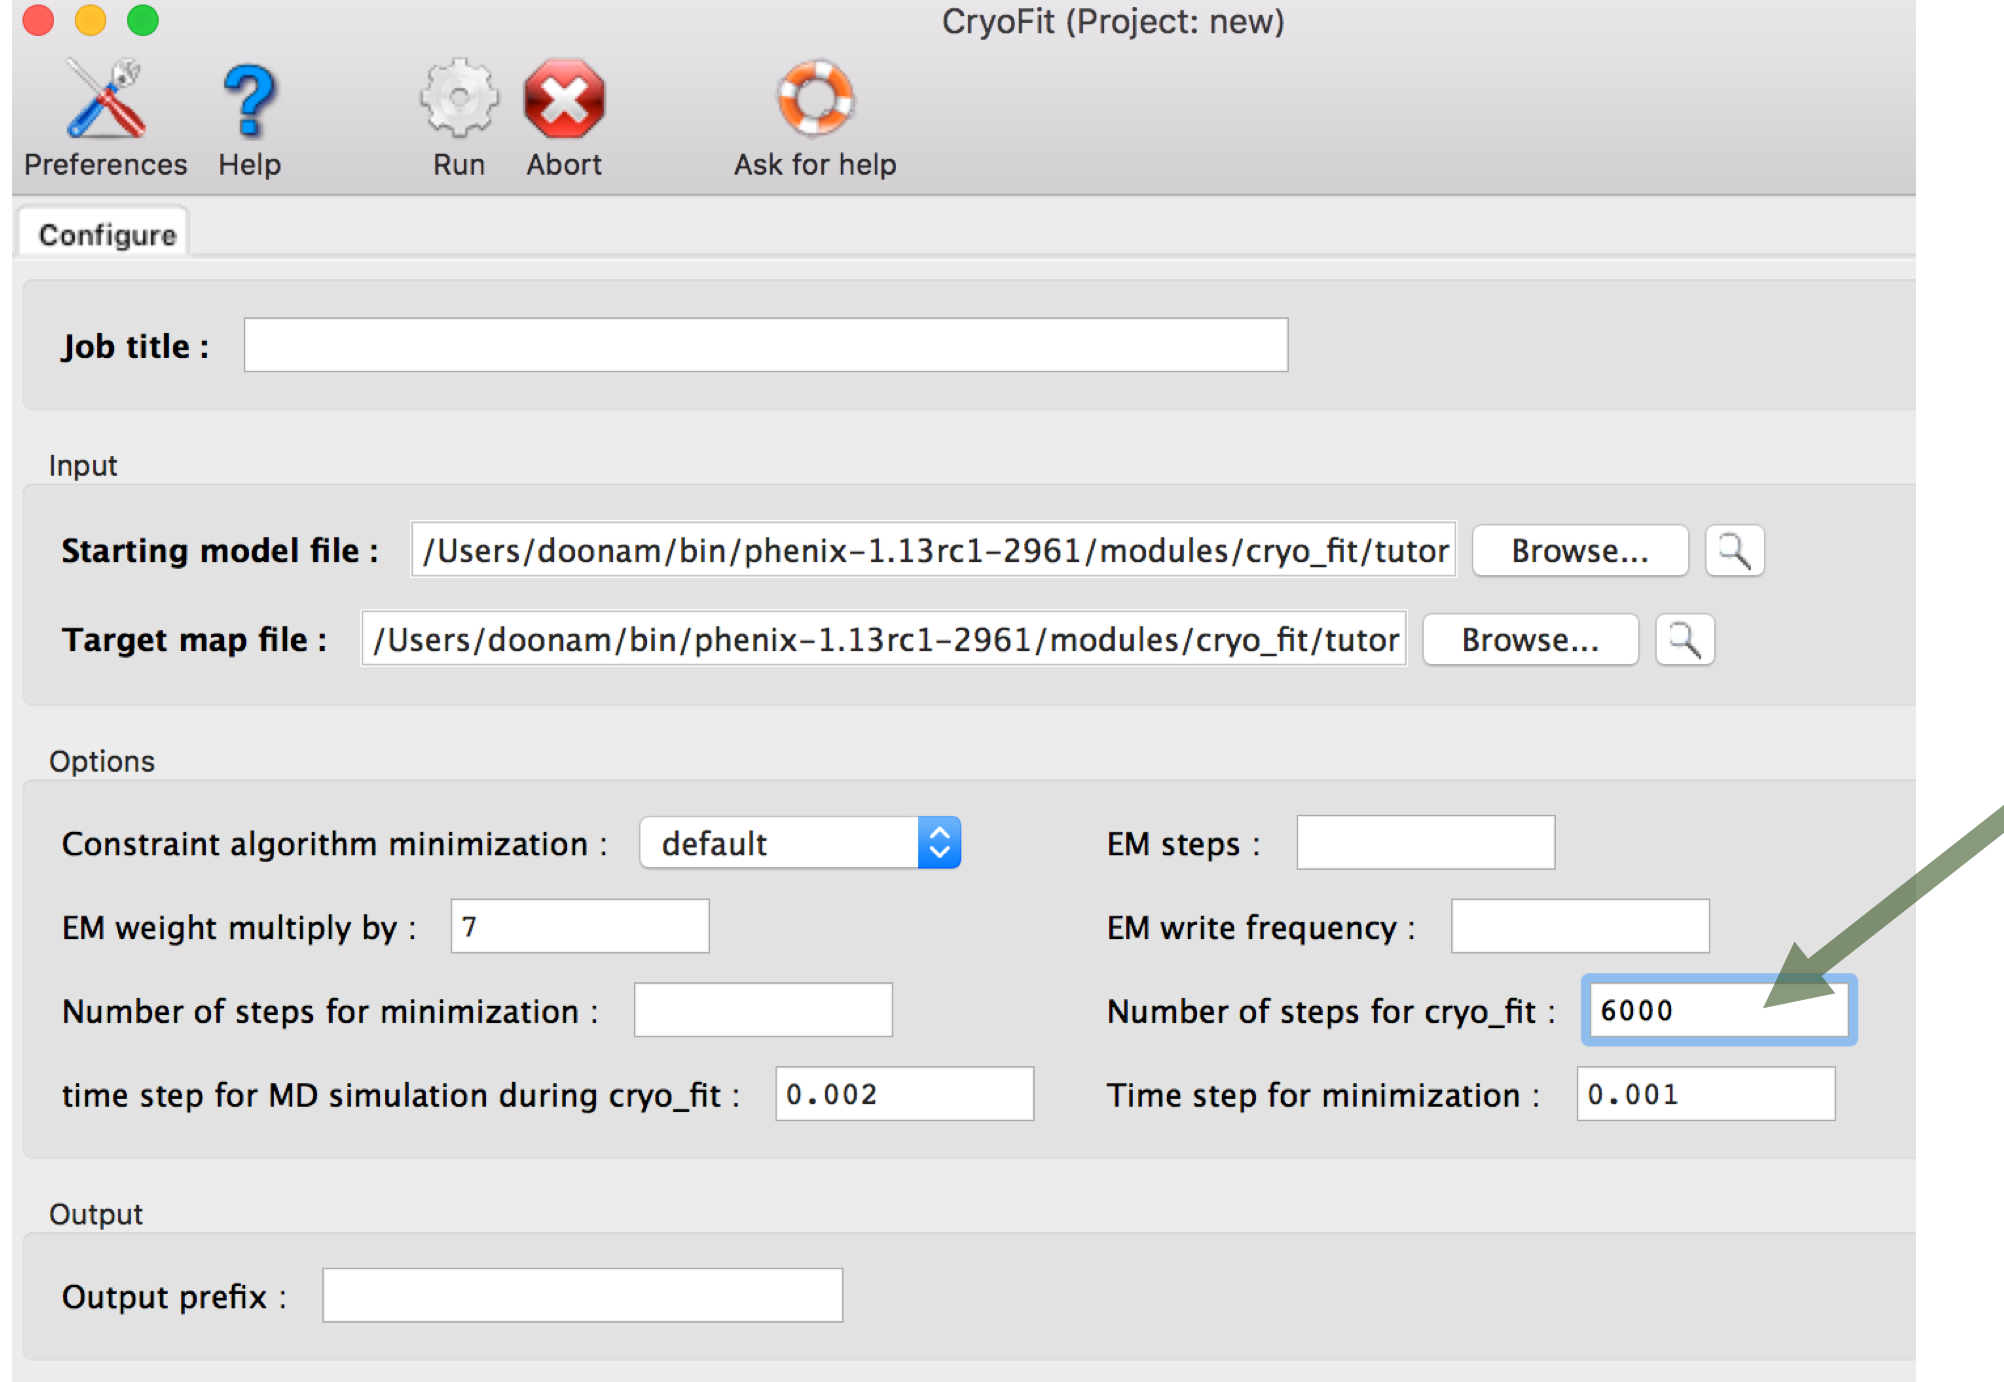 CryoFit (Project: new)
Preferences Help Run Abort Ask for help
Configure
Job title :
Input
Starting model file : /Users/doonam/bin/phenix-1.13rc1-2961/modules/cryo_fit/tutor Browse...
Target map file : /Users/doonam/bin/phenix-1.13rc1-2961/modules/cryo_fit/tutor Browse...
Options
Constraint algorithm minimization : default EM steps :
EM weight multiply by : 7 EM write frequency :
Number of steps for minimization : Number of steps for cryo_fit : 6000
time step for MD simulation during cryo_fit : 0.002 Time step for minimization : 0.001
Output
Output prefix :